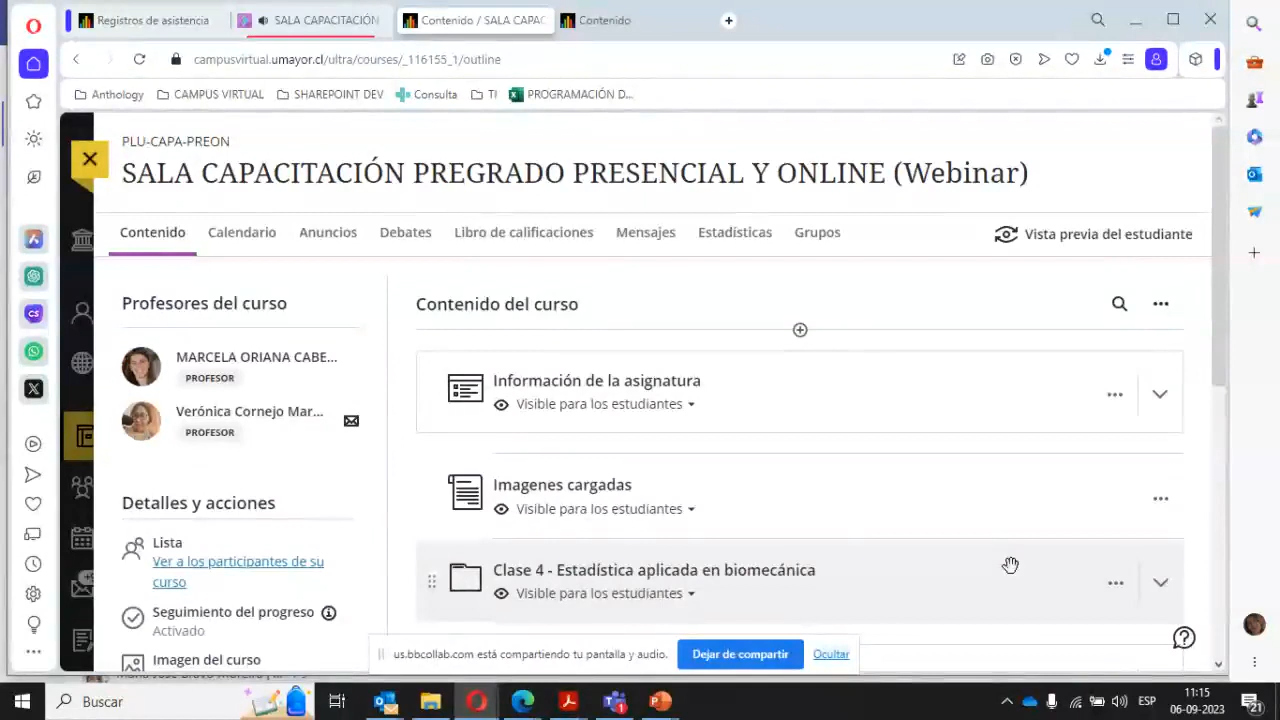 Registros de asistencia
SALA CAPACITACIÓN
Contenido / SALA CAPAC
Contenido
campusvirtual.umayor.cl/ultra/courses/_116155_1/outline
Anthology
CAMPUS VIRTUAL
SHAREPOINT DEV
Consulta
TI
PROGRAMACIÓN D...
PLU-CAPA-PREON
SALA CAPACITACIÓN PREGRADO PRESENCIAL Y ONLINE (Webinar)
Contenido
Calendario
Anuncios
Debates
Libro de calificaciones
Mensajes
Estadísticas
Grupos
Vista previa del estudiante
Profesores del curso
MARCELA ORIANA CABE...
PROFESOR
Verónica Cornejo Mar...
PROFESOR
Detalles y acciones
Lista
Ver a los participantes de su
curso
Seguimiento del progreso
Activado
Imagen del curso
Contenido del curso
Información de la asignatura
Visible para los estudiantes
Imagenes cargadas
Visible para los estudiantes
Clase 4 - Estadística aplicada en biomecánica
Visible para los estudiantes
us.bbcollab.com está compartiendo tu pantalla y audio.
Dejar de compartir
Ocultar
Buscar
ESP
11:15
06-09-2023
21